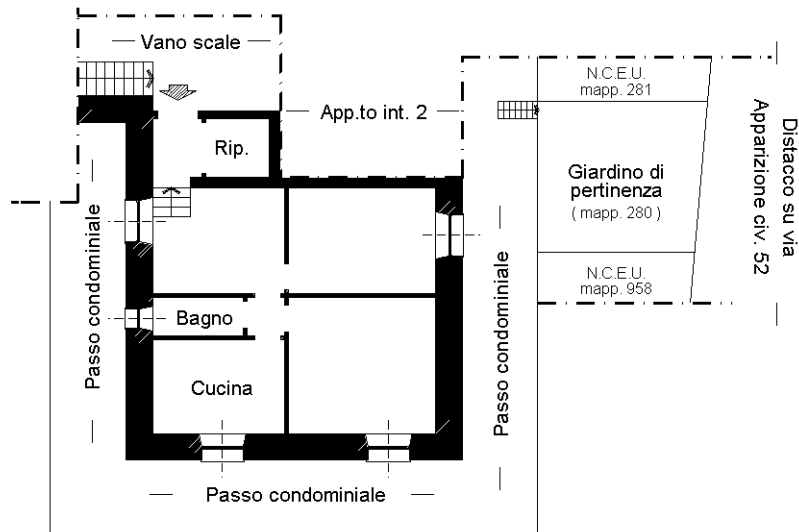 Vano scale
App.to int. 2
Rip.
Bagno
Cucina
Passo condominiale
Passo condominiale
Passo condominiale
N.C.E.U.
mapp. 281
Giardino di
pertinenza
( mapp. 280 )
N.C.E.U.
mapp. 958
Distacco su via
Apparizione civ. 52